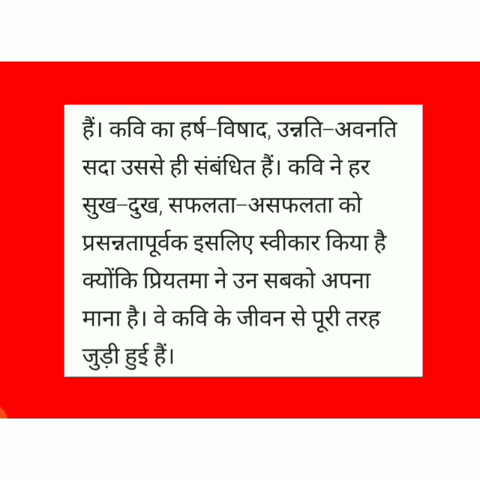 हैं। कवि का हर्ष-विषाद, उन्नति-अवनति
सदा उससे ही संबंधित हैं। कवि ने हर
सुख-दुख, सफलता-असफलता को
प्रसन्नतापूर्वक इसलिए स्वीकार किया है
क्योंकि प्रियतमा ने उन सबको अपना
माना है। वे कवि के जीवन से पूरी तरह
जुड़ी हुई हैं।